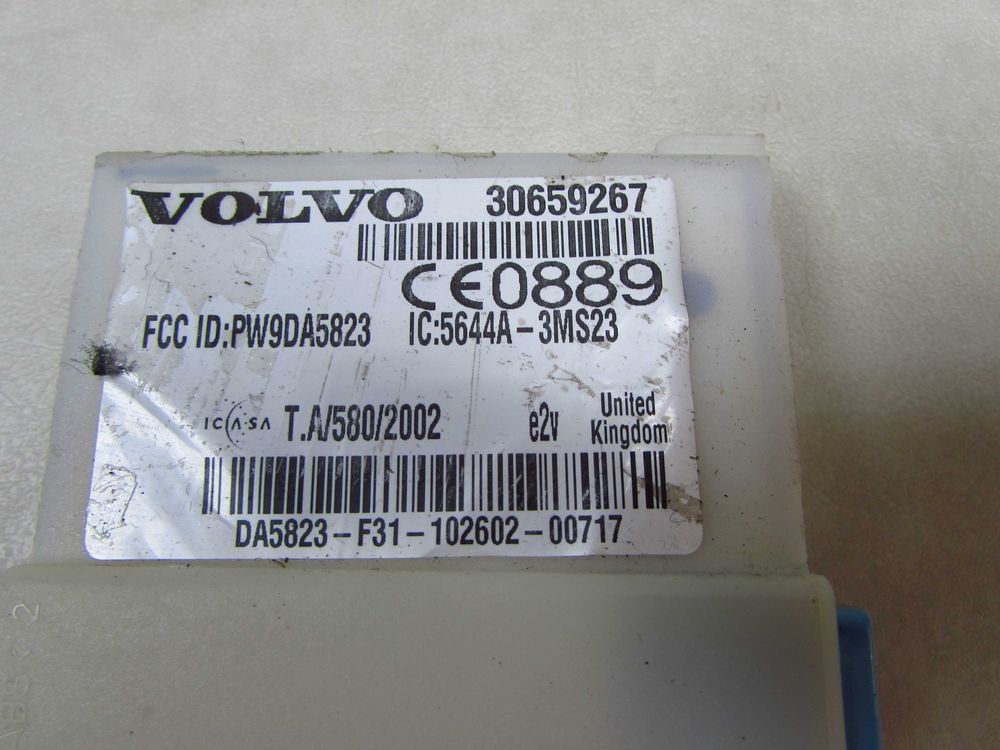 VOLVO 30659267
CE0889
FCC ID:PW9DA5823 IC:5644A-3MS23
ICASA T.A/580/2002 e2v United Kingdom
DA5823-F31-102602-00717